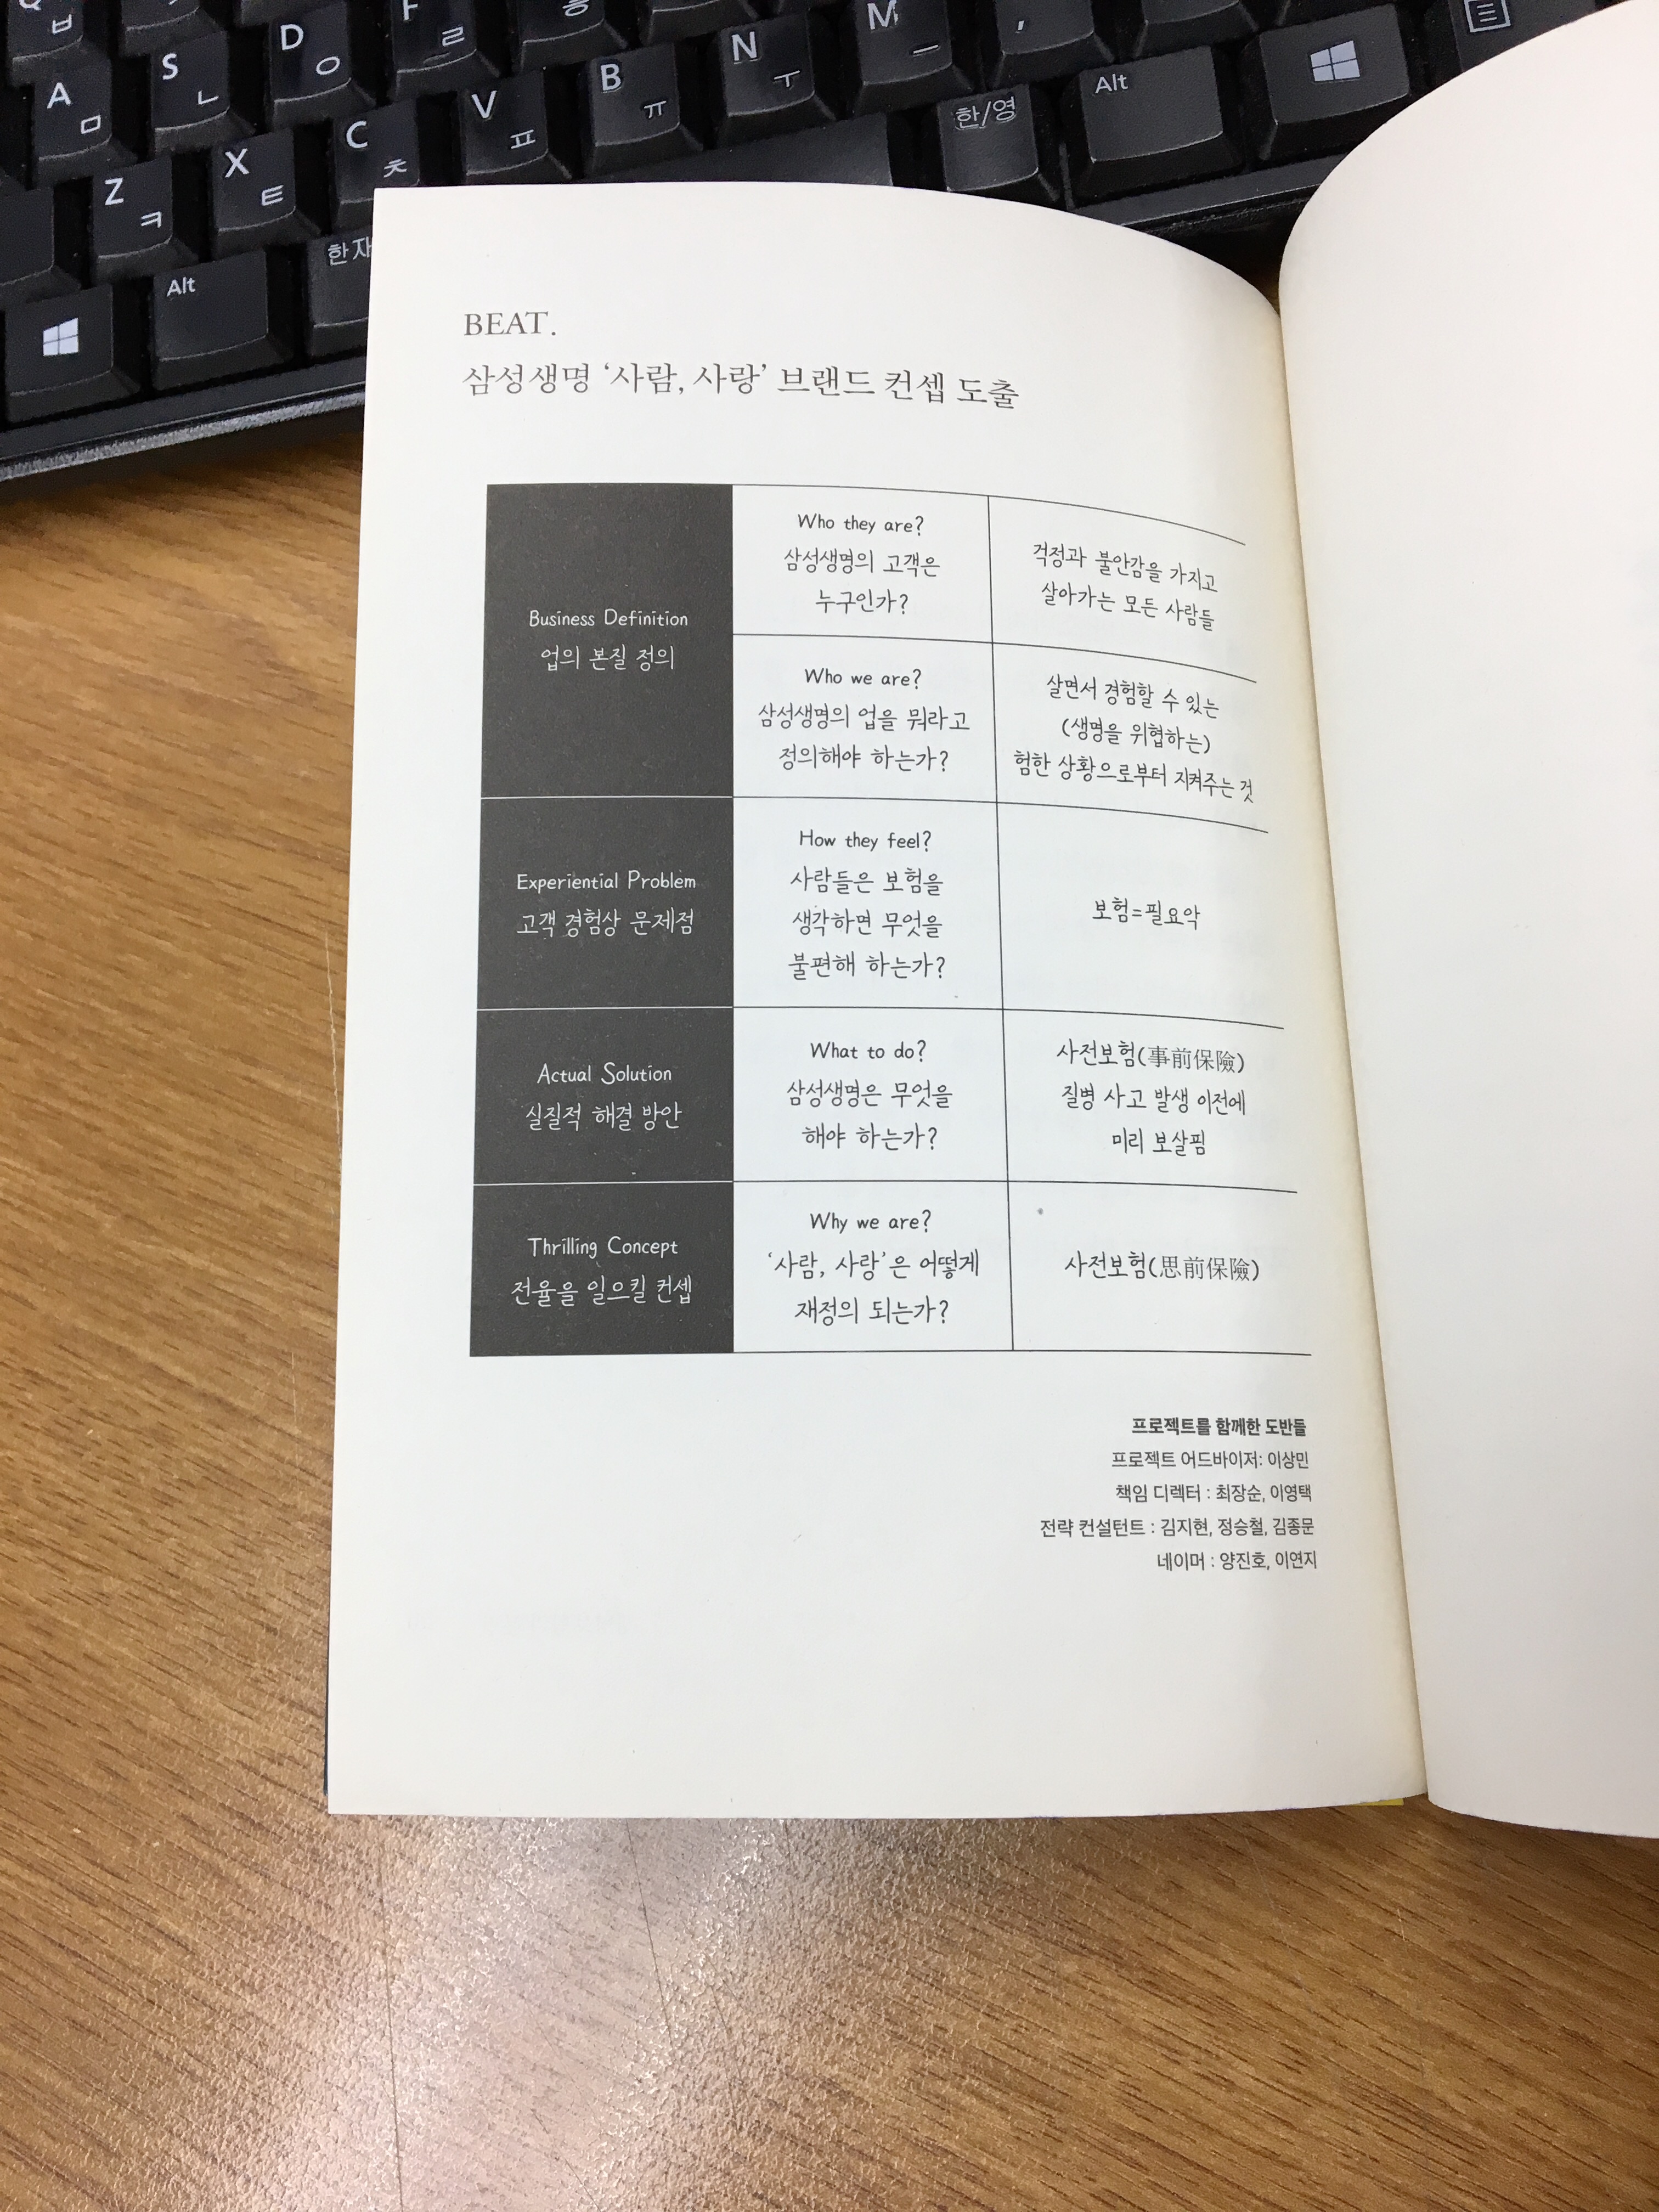 ㅂ
D
ㅇ
F
ㄹ
M
ㅡ
,
A
ㅁ
S
ㄴ
N
ㅜ
B
ㅠ
V
ㅍ
C
ㅊ
X
ㅌ
Z
ㅋ
한/영
Alt
Alt
한자
BEAT.
삼성생명 ‘사람, 사랑’ 브랜드 컨셉 도출
Business Definition
업의 본질 정의
Who they are?
삼성생명의 고객은
누구인가?
걱정과 불안감을 가지고
살아가는 모든 사람들
Who we are?
삼성생명의 업을 뭐라고
정의해야 하는가?
살면서 경험할 수 있는
(생명을 위협하는)
험한 상황으로부터 지켜주는 것
Experiential Problem
고객 경험상 문제점
How they feel?
사람들은 보험을
생각하면 무엇을
불편해 하는가?
보험=필요악
Actual Solution
실질적 해결 방안
What to do?
삼성생명은 무엇을
해야 하는가?
사전보험(事前保險)
질병 사고 발생 이전에
미리 보살핌
Thrilling Concept
전율을 일으킬 컨셉
Why we are?
‘사람, 사랑’은 어떻게
재정의 되는가?
사전보험(思前保險)
프로젝트를 함께한 도반들
프로젝트 어드바이저: 이상민
책임 디렉터 : 최장순, 이영택
전략 컨설턴트 : 김지현, 정승철, 김종문
네이머 : 양진호, 이연지